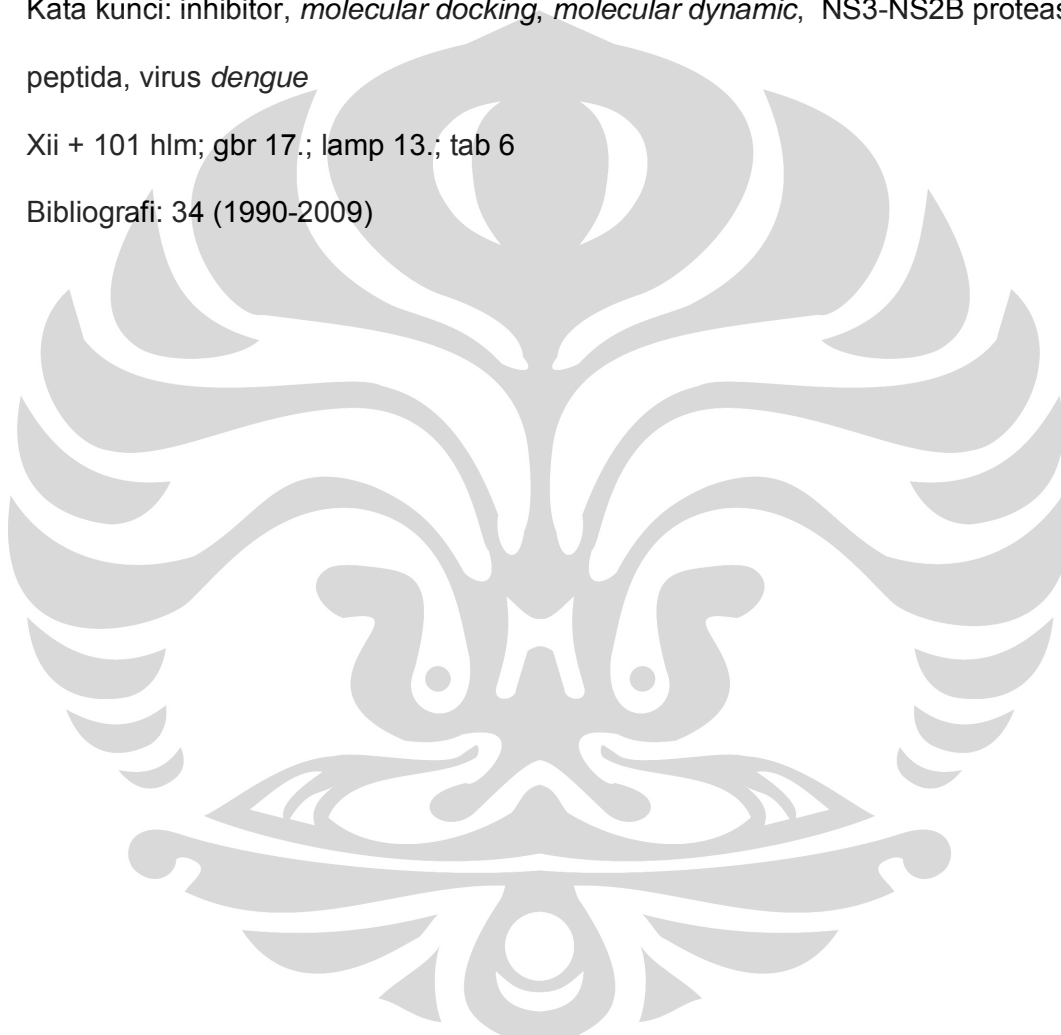 Kata kunci: inhibitor, molecular docking, molecular dynamic, NS3-NS2B proteas
peptida, virus dengue
Xii + 101 hlm; gbr 17.; lamp 13.; tab 6
Bibliografi: 34 (1990-2009)